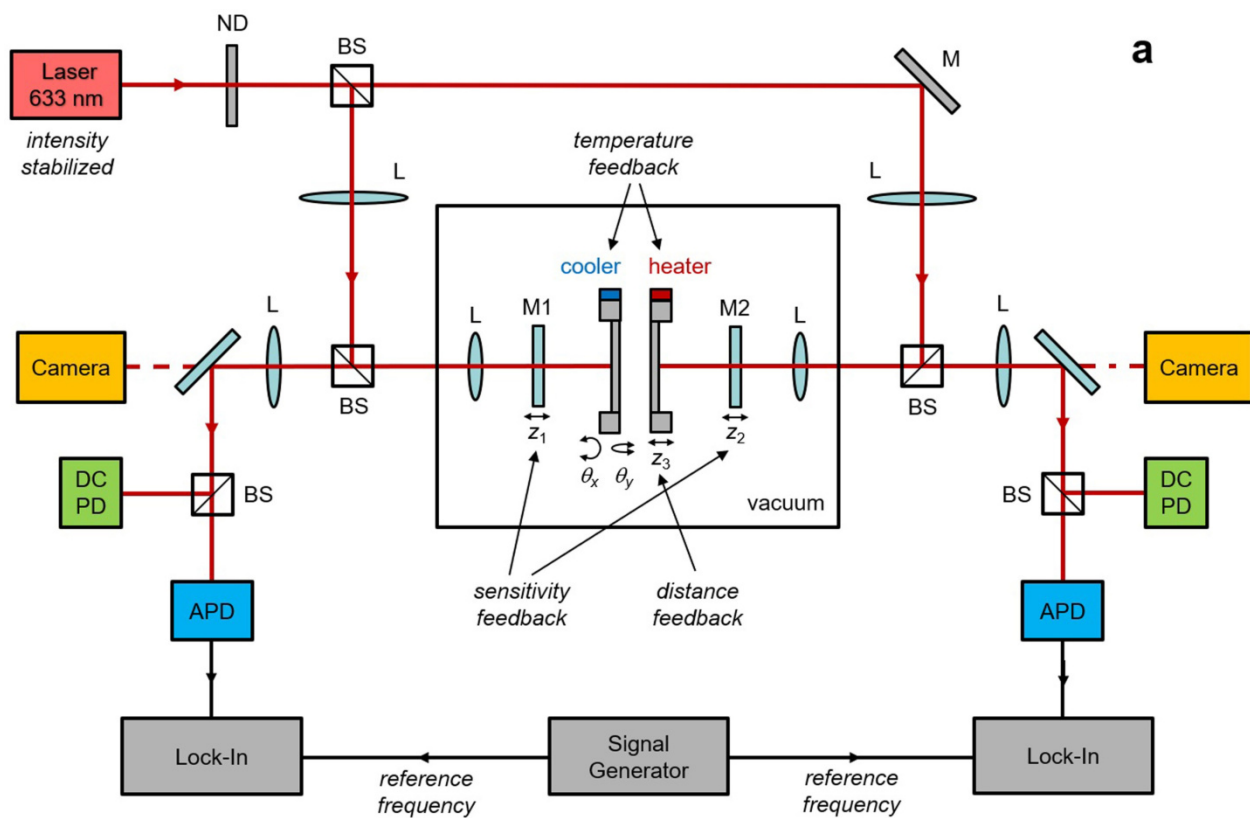 a
ND
BS
M
Laser
633 nm
intensity
stabilized
temperature
feedback
L
L
cooler
heater
L
L
M1
M2
L
L
Camera
Camera
BS
BS
z1
z2
θx
θy
z3
DC
PD
BS
vacuum
BS
DC
PD
sensitivity
feedback
distance
feedback
APD
APD
Lock-In
Signal
Generator
Lock-In
reference
frequency
reference
frequency